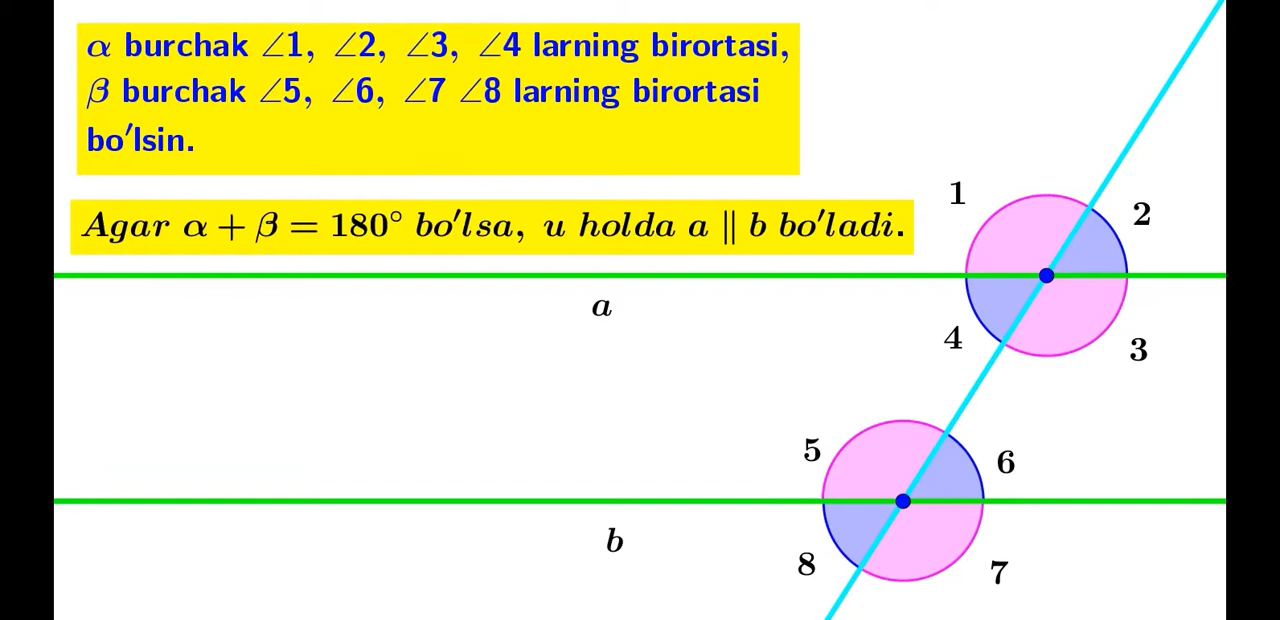 α burchak ∠1, ∠2, ∠3, ∠4 larning birortasi,
β burchak ∠5, ∠6, ∠7 ∠8 larning birortasi
bo′lsin.
Agar α + β = 180° bo′lsa, u holda a ∥ b bo′ladi.
1
2
a
4
3
5
6
b
8
7